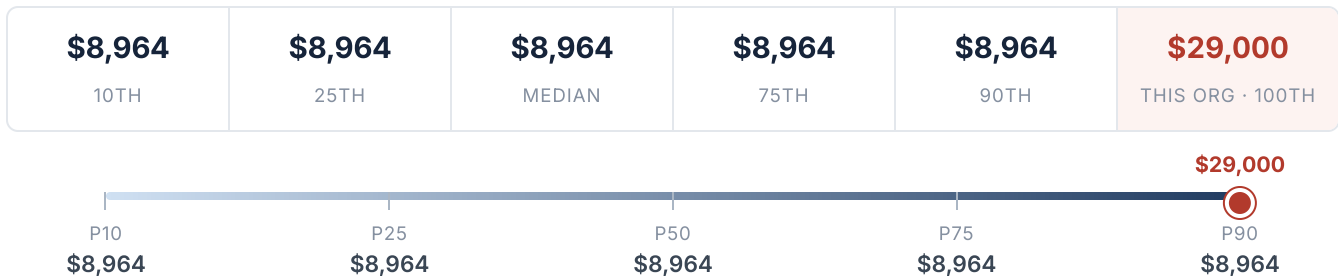 $8,964 $8,964 $8,964 $8,964 $8,964 $29,000
10TH 25TH MEDIAN 75TH 90TH THIS ORG · 100TH
$29,000
P10 P25 P50 P75 P90
$8,964 $8,964 $8,964 $8,964 $8,964